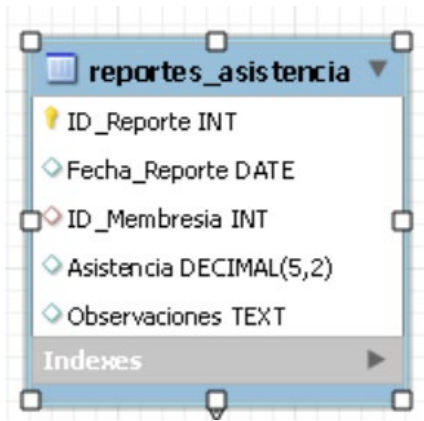 reportes_asistencia
ID_Reporte INT
Fecha_Reporte DATE
ID_Membresia INT
Asistencia DECIMAL(5,2)
Observaciones TEXT
Indexes